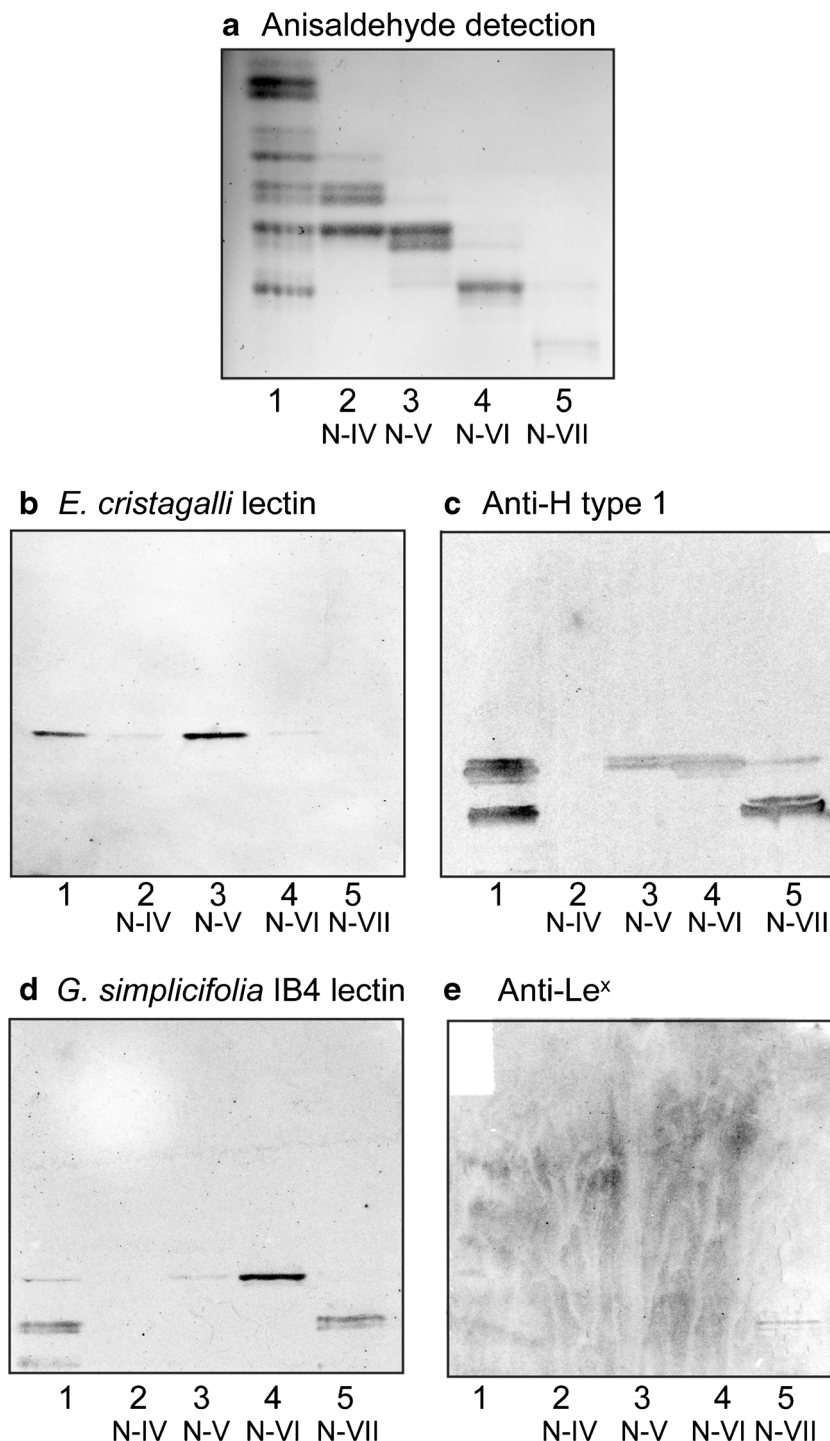 a Anisaldehyde detection
1 2 3 4 5
N-IV N-V N-VI N-VII
b E. cristagalli lectin
1 2 3 4 5
N-IV N-V N-VI N-VII
c Anti-H type 1
1 2 3 4 5
N-IV N-V N-VI N-VII
d G. simplicifolia IB4 lectin
1 2 3 4 5
N-IV N-V N-VI N-VII
e Anti-Leˣ
1 2 3 4 5
N-IV N-V N-VI N-VII